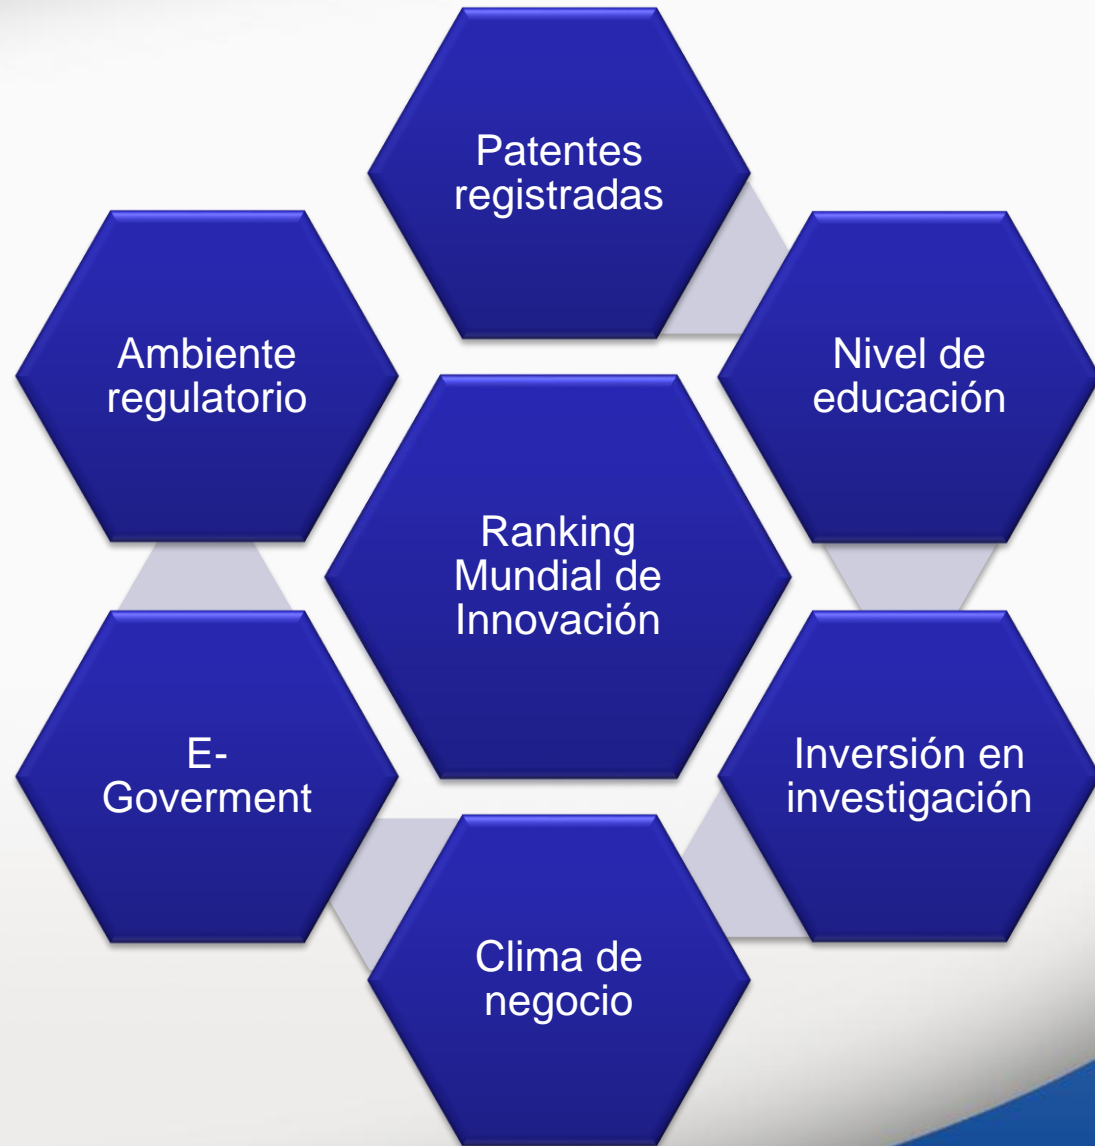 Patentes
registradas
Ambiente
regulatorio
Nivel de
educación
Ranking
Mundial de
Innovación
E-
Goverment
Inversión en
investigación
Clima de
negocio